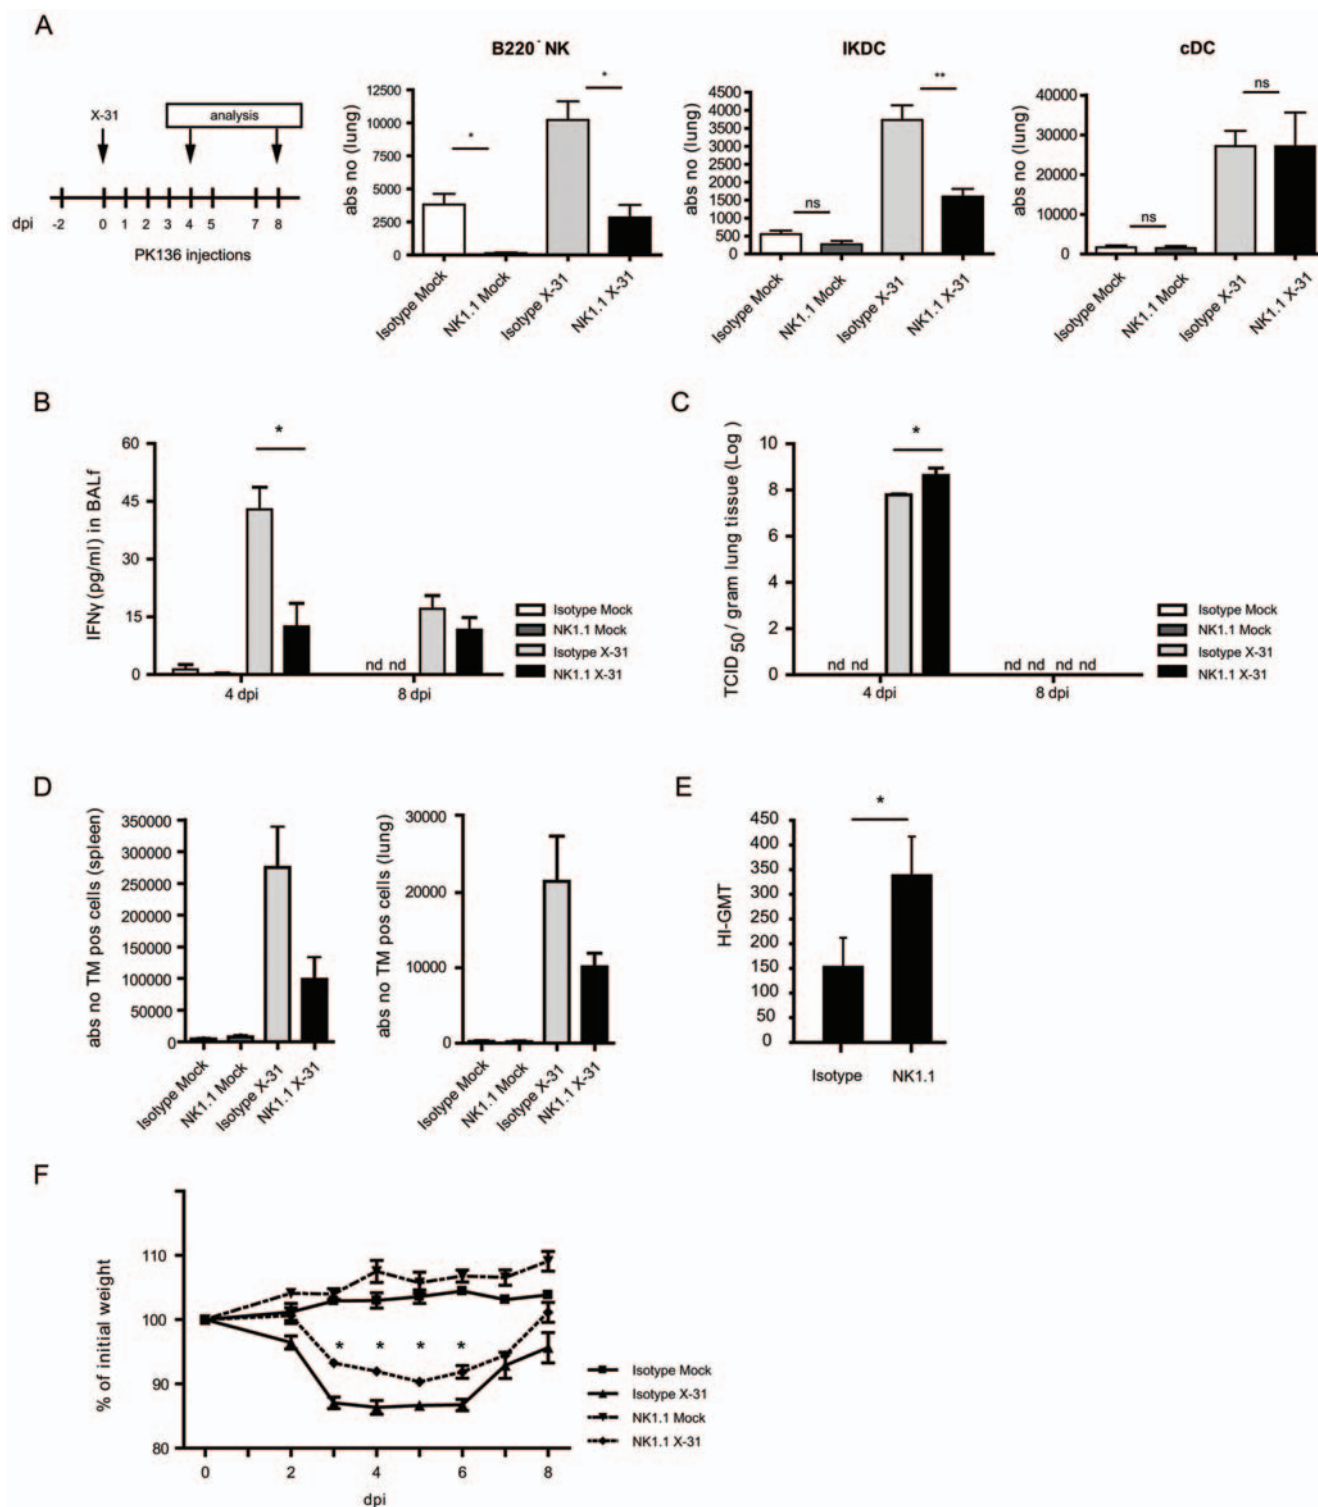 A
X-31
analysis
dpi -2 0 1 2 3 4 5 7 8
PK136 injections
B220⁻ NK
abs no (lung)
12500
10000
7500
5000
2500
0
*
*
Isotype Mock
NK1.1 Mock
Isotype X-31
NK1.1 X-31
IKDC
abs no (lung)
4500
4000
3500
3000
2500
2000
1500
1000
500
0
ns
**
Isotype Mock
NK1.1 Mock
Isotype X-31
NK1.1 X-31
cDC
abs no (lung)
40000
30000
20000
10000
0
ns
ns
Isotype Mock
NK1.1 Mock
Isotype X-31
NK1.1 X-31
B
IFNγ (pg/ml) in BALf
60
45
30
15
0
*
nd nd
4 dpi
8 dpi
Isotype Mock
NK1.1 Mock
Isotype X-31
NK1.1 X-31
C
TCID50/ gram lung tissue (Log )
10
8
6
4
2
0
*
nd nd
nd nd nd nd
4 dpi
8 dpi
Isotype Mock
NK1.1 Mock
Isotype X-31
NK1.1 X-31
D
abs no TM pos cells (spleen)
350000
300000
250000
200000
150000
100000
50000
0
Isotype Mock
NK1.1 Mock
Isotype X-31
NK1.1 X-31
abs no TM pos cells (lung)
30000
20000
10000
0
Isotype Mock
NK1.1 Mock
Isotype X-31
NK1.1 X-31
E
HI-GMT
450
400
350
300
250
200
150
100
50
0
*
Isotype
NK1.1
F
% of initial weight
110
100
90
80
* * * *
0 2 4 6 8
dpi
Isotype Mock
Isotype X-31
NK1.1 Mock
NK1.1 X-31